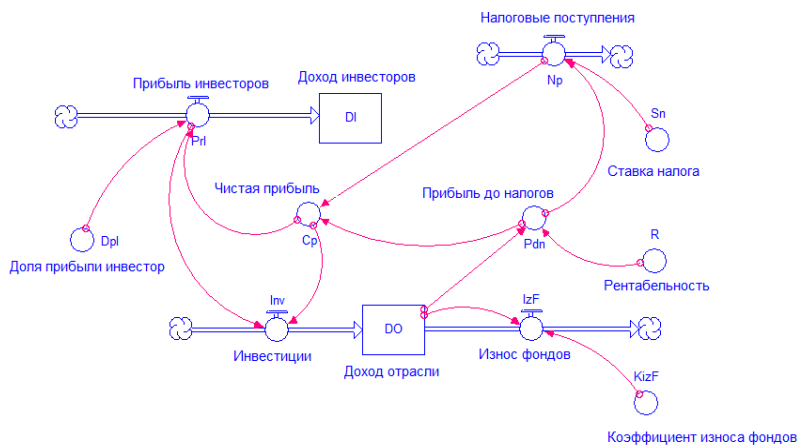 Налоговые поступления
Np
Прибыль инвесторов
Доход инвесторов
DI
PrI
Sn
Ставка налога
Чистая прибыль
Cp
Прибыль до налогов
Pdn
R
Рентабельность
DpI
Доля прибыли инвестор
Inv
Инвестиции
DO
Доход отрасли
IzF
Износ фондов
KizF
Коэффициент износа фондов